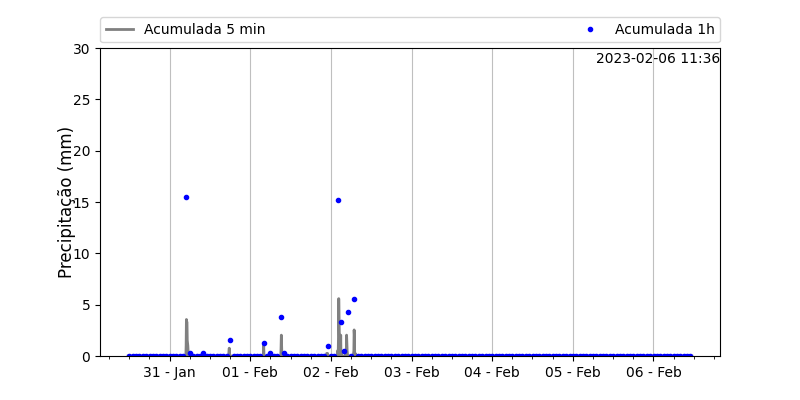 Acumulada 5 min
Acumulada 1h
2023-02-06 11:36
Precipitação (mm)
30
25
20
15
10
5
0
31 - Jan
01 - Feb
02 - Feb
03 - Feb
04 - Feb
05 - Feb
06 - Feb